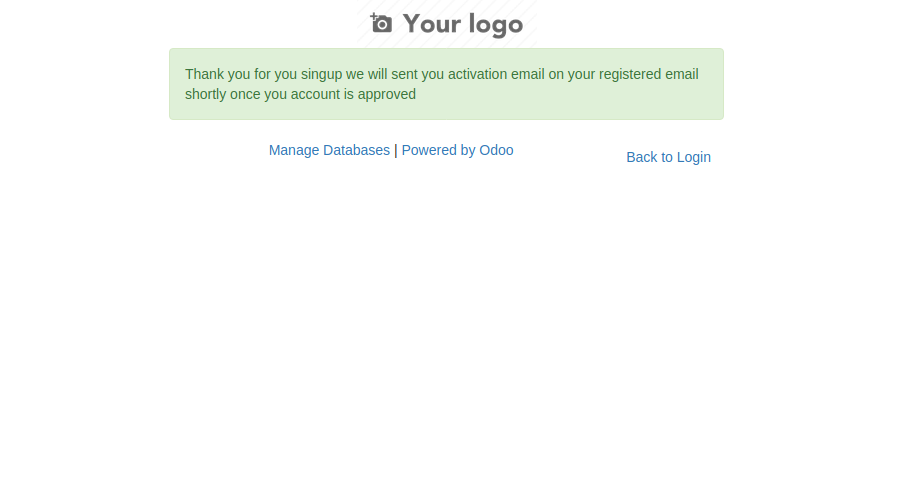 Your logo
Thank you for you singup we will sent you activation email on your registered email
shortly once you account is approved
Manage Databases | Powered by Odoo
Back to Login